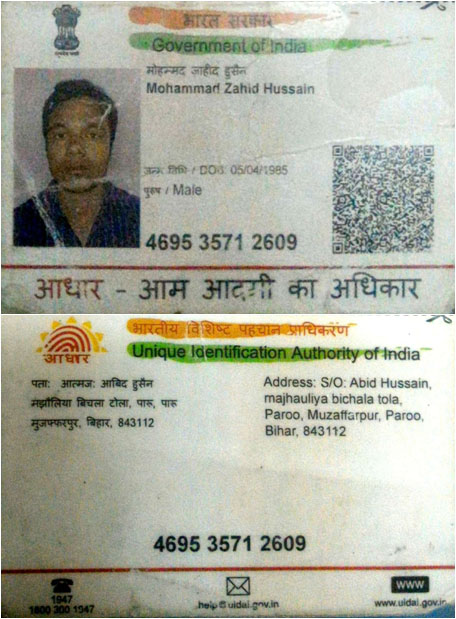 भारत सरकार
Government of India
मोहम्मद जाहीद हुसैन
Mohammad Zahid Hussain
जन्म तिथि / DOB: 05/04/1985
पुरुष / Male
4695 3571 2609
आधार - आम आदमी का अधिकार
भारतीय विशिष्ट पहचान प्राधिकरण
आधार
Unique Identification Authority of India
पता: आत्मज: आबिद हुसैन
मझौलिया बिचला टोला, पारू, पारू
मुजफ्फरपुर, बिहार, 843112
Address: S/O: Abid Hussain,
majhauliya bichala tola,
Paroo, Muzaffarpur, Paroo,
Bihar, 843112
4695 3571 2609
1947
1800 300 1947
help@uidai.gov.in
www
www.uidai.gov.in